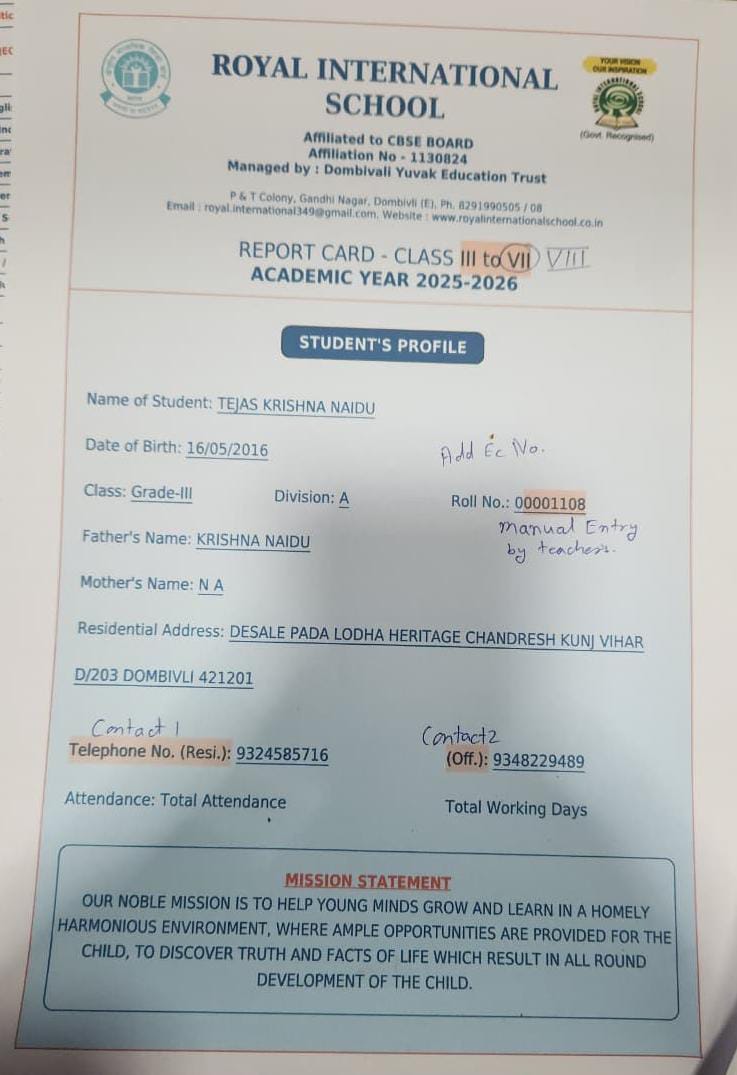 YOUR VISION
OUR INSPIRATION
ROYAL INTERNATIONAL
SCHOOL
(Govt. Recognised)
Affiliated to CBSE BOARD
Affiliation No - 1130824
Managed by : Dombivali Yuvak Education Trust
P & T Colony, Gandhi Nagar, Dombivli (E), Ph. 8291990505 / 08
Email : royal.international349@gmail.com, Website : www.royalinternationalschool.co.in
REPORT CARD - CLASS III to VII VIII
ACADEMIC YEAR 2025-2026
STUDENT'S PROFILE
Name of Student: TEJAS KRISHNA NAIDU
Date of Birth: 16/05/2016 Add Ec No.
Class: Grade-III Division: A Roll No.: 00001108
Manual Entry
by teachers.
Father's Name: KRISHNA NAIDU
Mother's Name: N A
Residential Address: DESALE PADA LODHA HERITAGE CHANDRESH KUNJ VIHAR
D/203 DOMBIVLI 421201
Contact 1 Contact2
Telephone No. (Resi.): 9324585716 (Off.): 9348229489
Attendance: Total Attendance Total Working Days
MISSION STATEMENT
OUR NOBLE MISSION IS TO HELP YOUNG MINDS GROW AND LEARN IN A HOMELY
HARMONIOUS ENVIRONMENT, WHERE AMPLE OPPORTUNITIES ARE PROVIDED FOR THE
CHILD, TO DISCOVER TRUTH AND FACTS OF LIFE WHICH RESULT IN ALL ROUND
DEVELOPMENT OF THE CHILD.